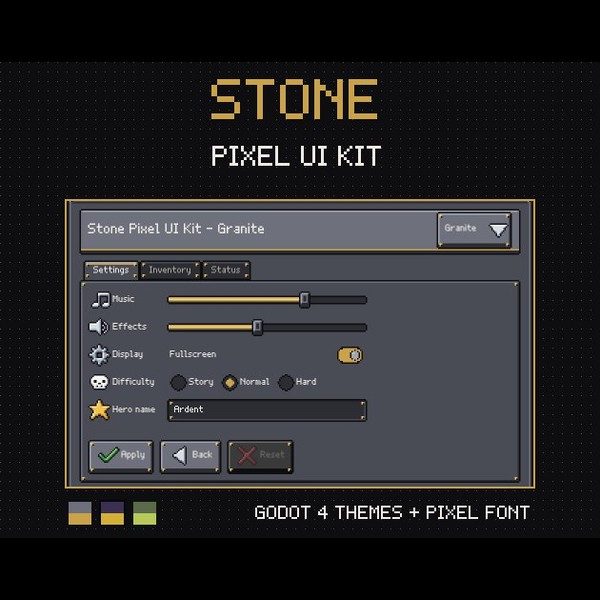 STONE
PIXEL UI KIT
Stone Pixel UI Kit - Granite
Granite
Settings Inventory Status
Music
Effects
Display Fullscreen
Difficulty Story Normal Hard
Hero name Ardent
Apply Back Reset
GODOT 4 THEMES + PIXEL FONT